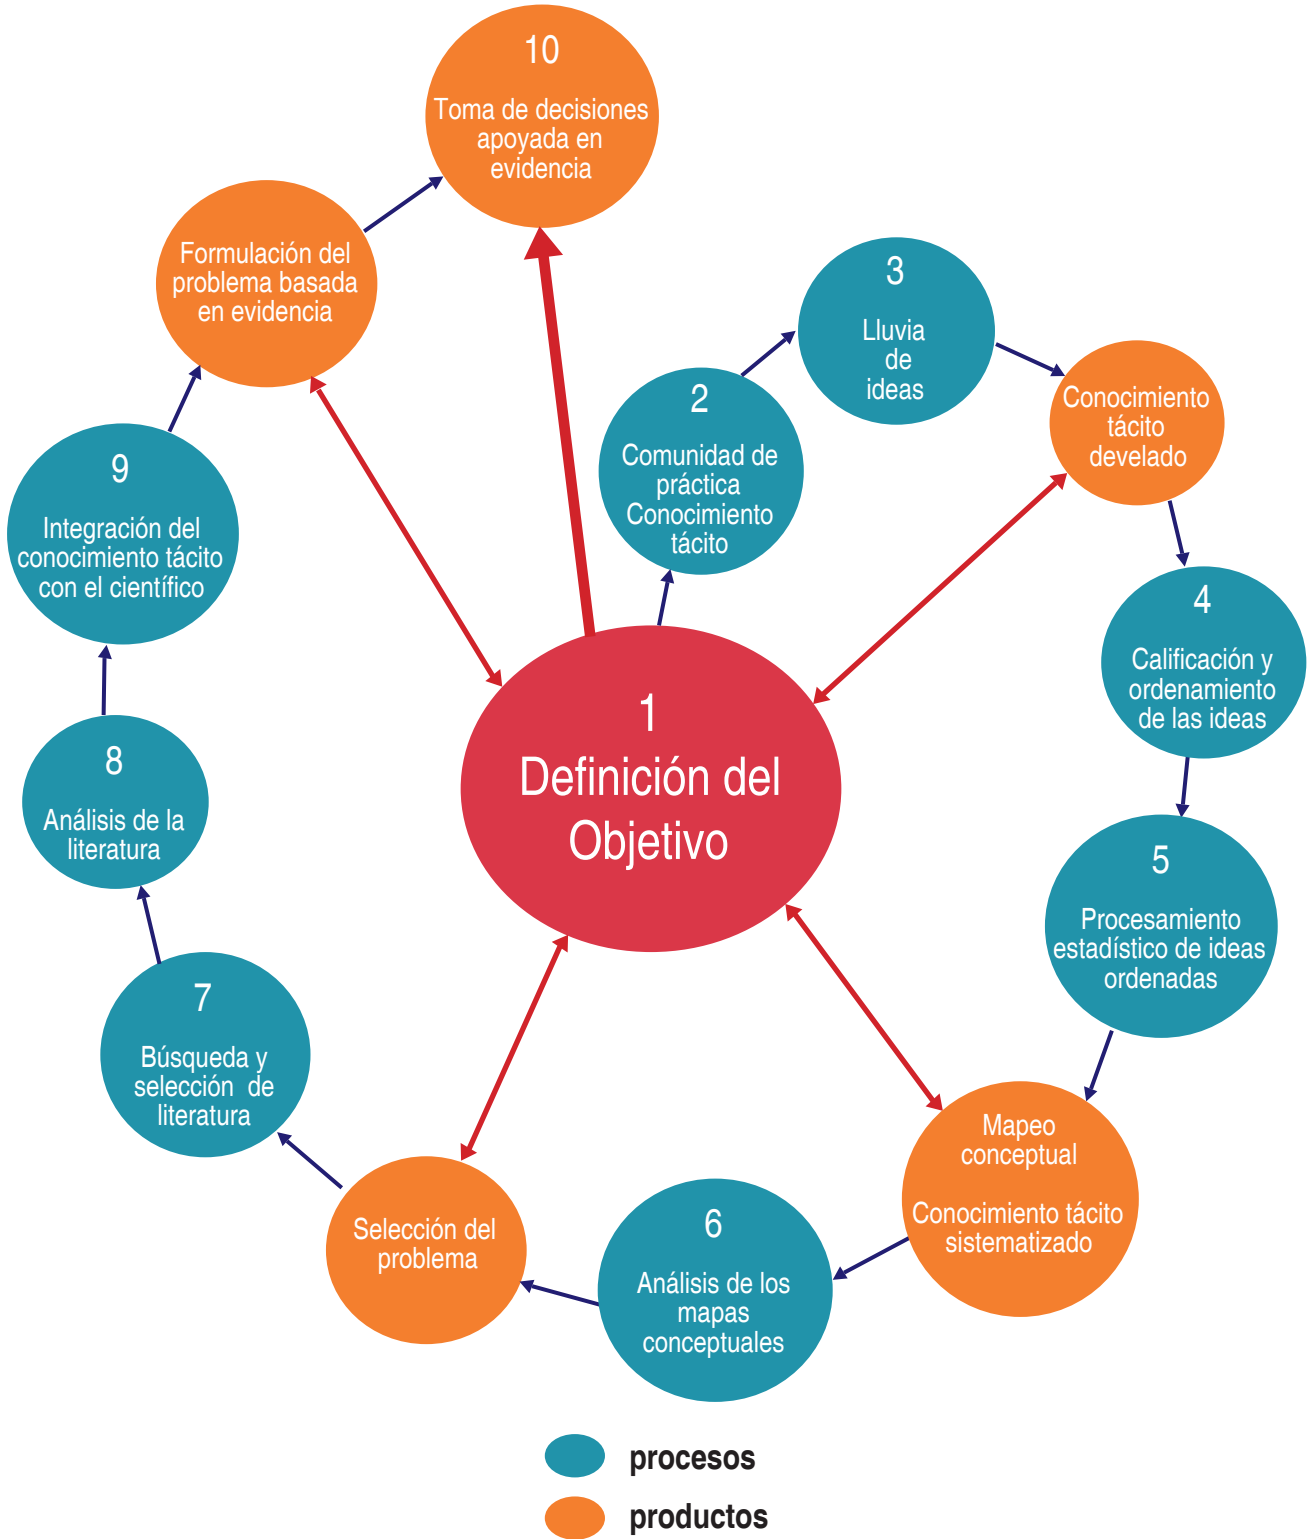 10
Toma de decisiones
apoyada en
evidencia
Formulación del
problema basada
en evidencia
3
Lluvia
de
ideas
2
Comunidad de
práctica
Conocimiento
tácito
Conocimiento
tácito
develado
9
Integración del
conocimiento tácito
con el científico
4
Calificación y
ordenamiento
de las ideas
1
Definición del
Objetivo
8
Análisis de la
literatura
5
Procesamiento
estadístico de ideas
ordenadas
7
Búsqueda y
selección de
literatura
Mapeo
conceptual
Conocimiento tácito
sistematizado
6
Análisis de los
mapas
conceptuales
Selección del
problema
procesos
productos